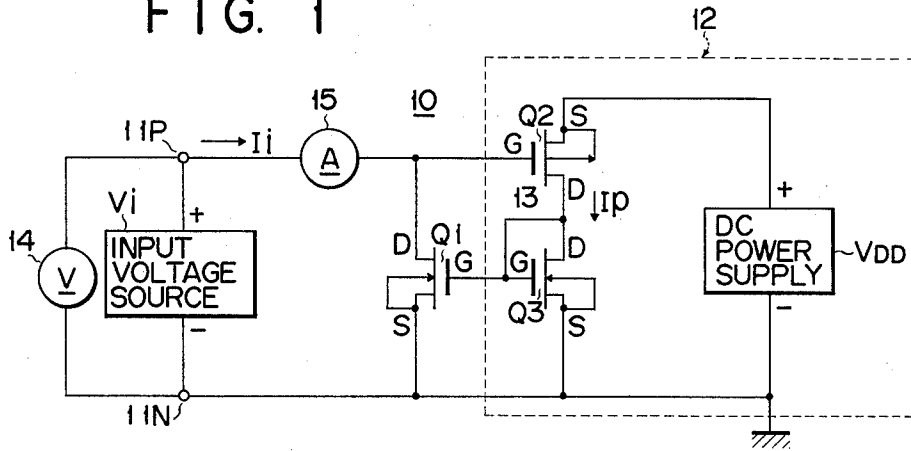 FIG. 1
12
15
10
11P
Ii
A
Q2
S
G
D
13
Ip
Vi
+
INPUT
VOLTAGE
SOURCE
-
14
V
D
Q1
G
S
G
D
Q3
S
+
DC
POWER
SUPPLY
-
VDD
11N